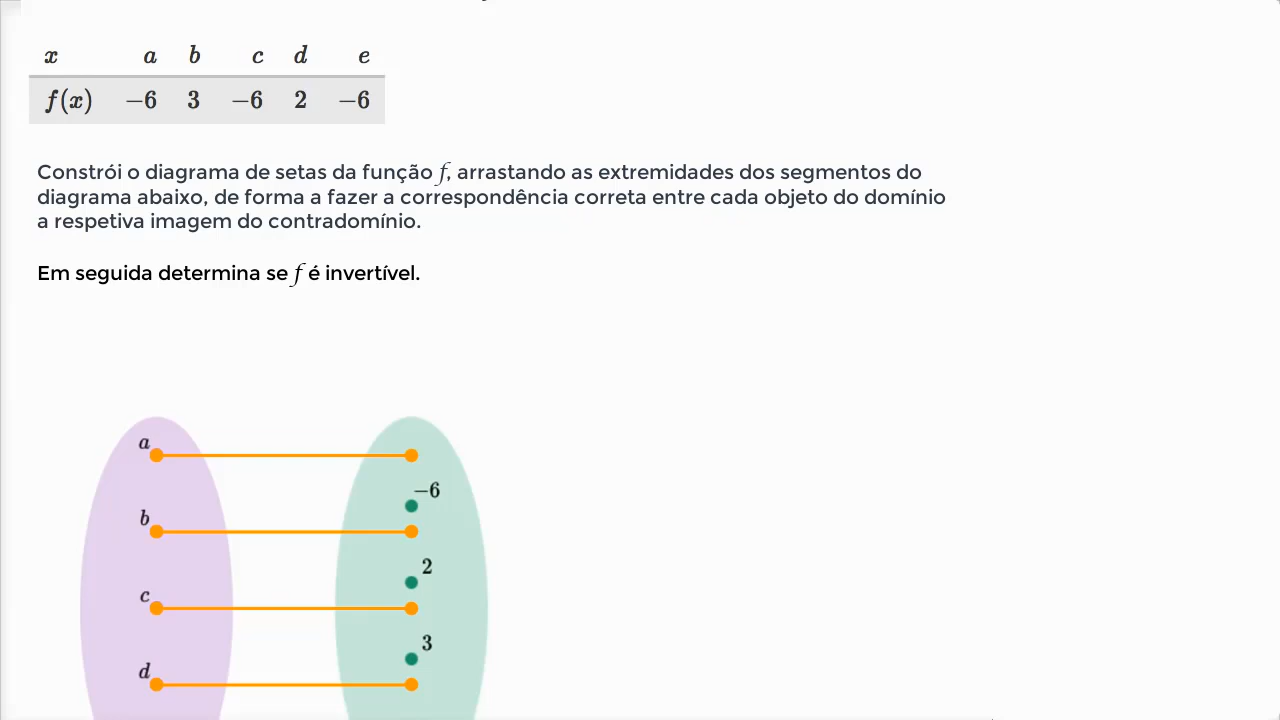 x a b c d e
f(x) −6 3 −6 2 −6
Constrói o diagrama de setas da função f, arrastando as extremidades dos segmentos do
diagrama abaixo, de forma a fazer a correspondência correta entre cada objeto do domínio
a respetiva imagem do contradomínio.
Em seguida determina se f é invertível.
a
−6
b
2
c
3
d